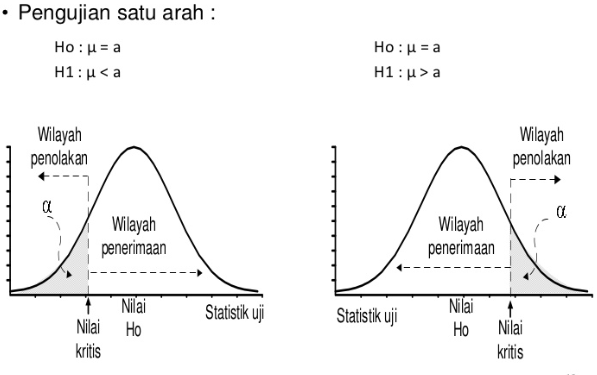 • Pengujian satu arah :
Ho : μ = a
H1 : μ < a
Ho : μ = a
H1 : μ > a
Wilayah
penolakan
α
Wilayah
penerimaan
Nilai
kritis
Nilai
Ho
Statistik uji
Wilayah
penolakan
α
Wilayah
penerimaan
Statistik uji
Nilai
Ho
Nilai
kritis